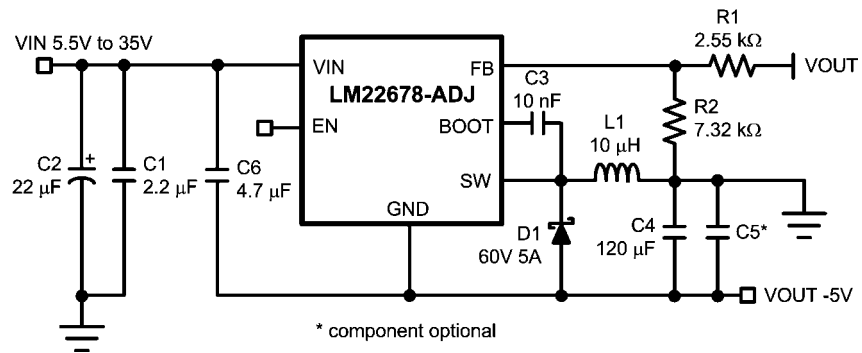 VIN 5.5V to 35V
C2
22 μF
+
C1
2.2 μF
C6
4.7 μF
VIN
FB
LM22678-ADJ
EN
BOOT
SW
GND
C3
10 nF
R1
2.55 kΩ
VOUT
R2
7.32 kΩ
L1
10 μH
D1
60V 5A
C4
120 μF
C5*
VOUT -5V
* component optional